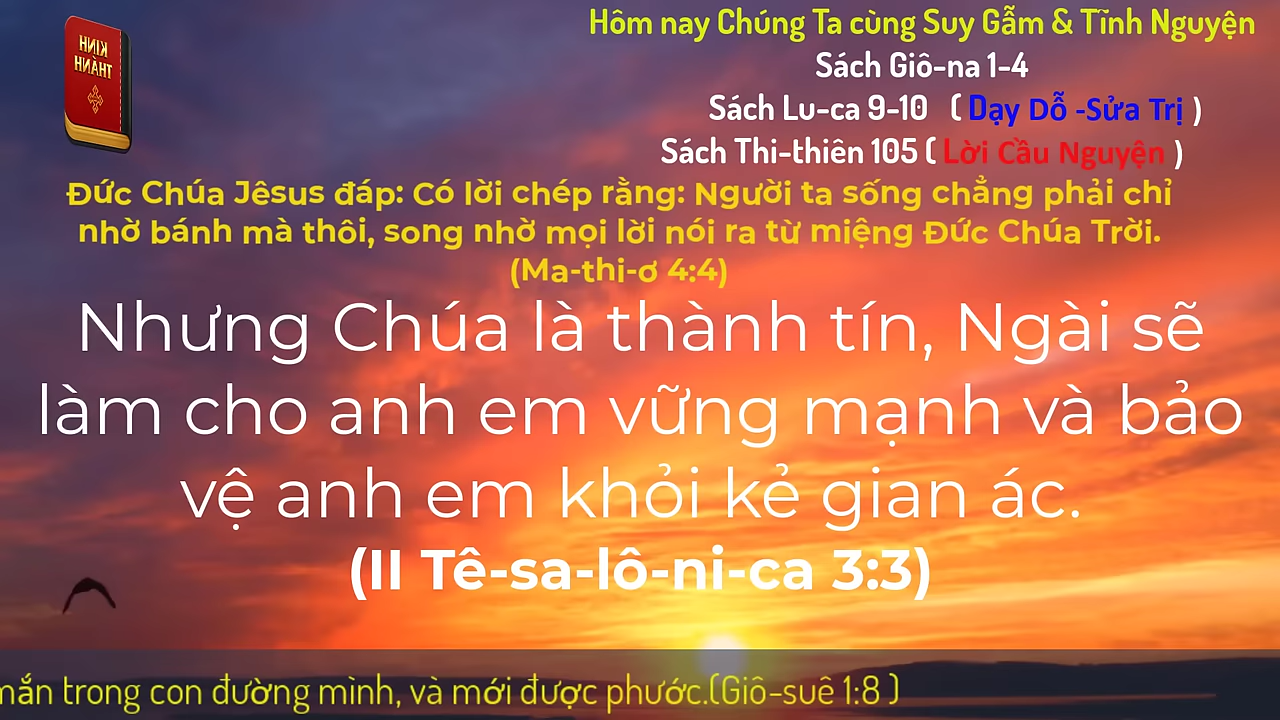 KINH
THÁNH
Hôm nay Chúng Ta cùng Suy Gẫm & Tĩnh Nguyện
Sách Giô-na 1-4
Sách Lu-ca 9-10 ( Dạy Dỗ -Sửa Trị )
Sách Thi-thiên 105 ( Lời Cầu Nguyện )
Đức Chúa Jêsus đáp: Có lời chép rằng: Người ta sống chẳng phải chỉ
nhờ bánh mà thôi, song nhờ mọi lời nói ra từ miệng Đức Chúa Trời.
(Ma-thi-ơ 4:4)
Nhưng Chúa là thành tín, Ngài sẽ
làm cho anh em vững mạnh và bảo
vệ anh em khỏi kẻ gian ác.
(II Tê-sa-lô-ni-ca 3:3)
trong con đường mình, và mới được phước.(Giô-suê 1:8 )